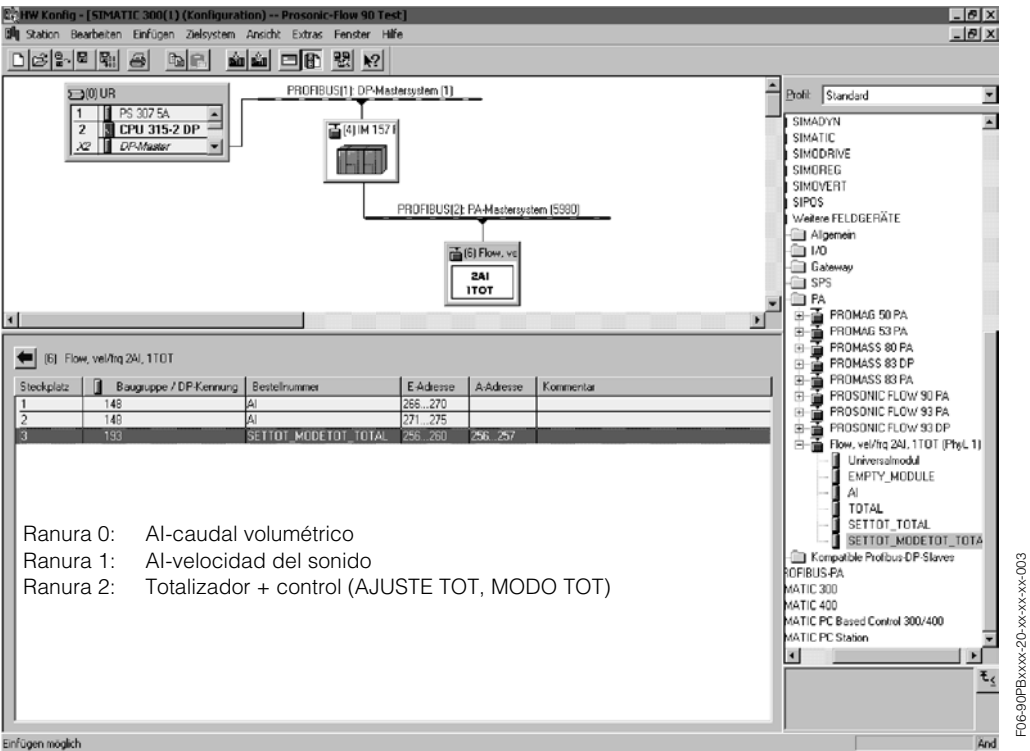 HW Konfig - [SIMATIC 300(1) (Konfiguration) -- Prosonic-Flow 90 Test]
Station Bearbeiten Einfügen Zielsystem Ansicht Extras Fenster Hilfe
(0) UR
1 PS 307 5A
2 CPU 315-2 DP
X2 DP-Master
PROFIBUS(1): DP-Mastersystem (1)
(4) IM 157
PROFIBUS(2): PA-Mastersystem (5980)
(6) Flow, ve
2AI
1TOT
Profil: Standard
SIMADYN
SIMATIC
SIMODRIVE
SIMOREG
SIMOVERT
SIPOS
Weitere FELDGERÄTE
Allgemein
I/O
Gateway
SPS
PA
PROMAG 50 PA
PROMAG 53 PA
PROMASS 80 PA
PROMASS 83 DP
PROMASS 83 PA
PROSONIC FLOW 90 PA
PROSONIC FLOW 93 PA
PROSONIC FLOW 93 DP
Flow, vel/frq 2AI, 1TOT (PhyL 1)
Universalmodul
EMPTY_MODULE
AI
TOTAL
SETTOT_TOTAL
SETTOT_MODETOT_TOTA
Kompatible Profibus-DP-Slaves
ROFIBUS-PA
MATIC 300
MATIC 400
MATIC PC Based Control 300/400
MATIC PC Station
(6) Flow, vel/frq 2AI, 1TOT
Steckplatz Baugruppe / DP-Kennung Bestellnummer E-Adresse A-Adresse Kommentar
1 148 AI 266...270
2 148 AI 271...275
3 193 SETTOT_MODETOT_TOTAL 256...260 256...257
Ranura 0: AI-caudal volumétrico
Ranura 1: AI-velocidad del sonido
Ranura 2: Totalizador + control (AJUSTE TOT, MODO TOT)
Einfügen möglich
And
F06-90PBxxxx-20-xx-xx-xx-003